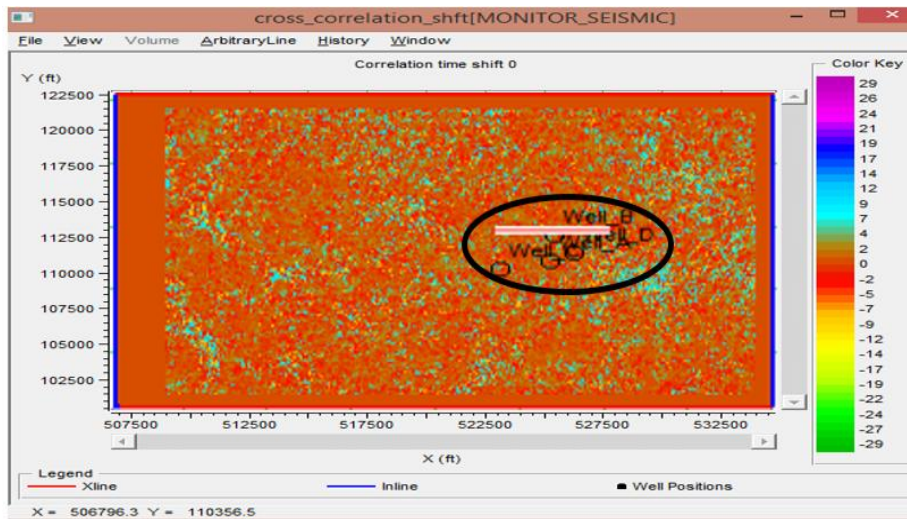 cross_correlation_shft[MONITOR_SEISMIC]
File View Volume ArbitraryLine History Window
Correlation time shift 0
Color Key
Y (ft)
122500
120000
117500
115000
112500
110000
107500
105000
102500
Well_B
Well_D
Well_A
Well_C
29
26
24
21
19
17
14
12
9
7
4
2
0
-2
-5
-7
-9
-12
-14
-17
-19
-22
-24
-27
-29
507500 512500 517500 522500 527500 532500
X (ft)
Legend
Xline Inline Well Positions
X = 506796.3 Y = 110356.5